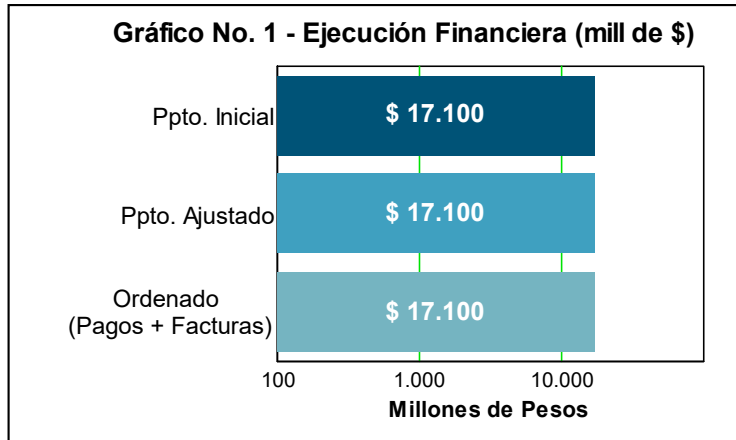 Gráfico No. 1 - Ejecución Financiera (mill de $)
Ppto. Inicial
$ 17.100
Ppto. Ajustado
$ 17.100
Ordenado
(Pagos + Facturas)
$ 17.100
100
1.000
10.000
Millones de Pesos